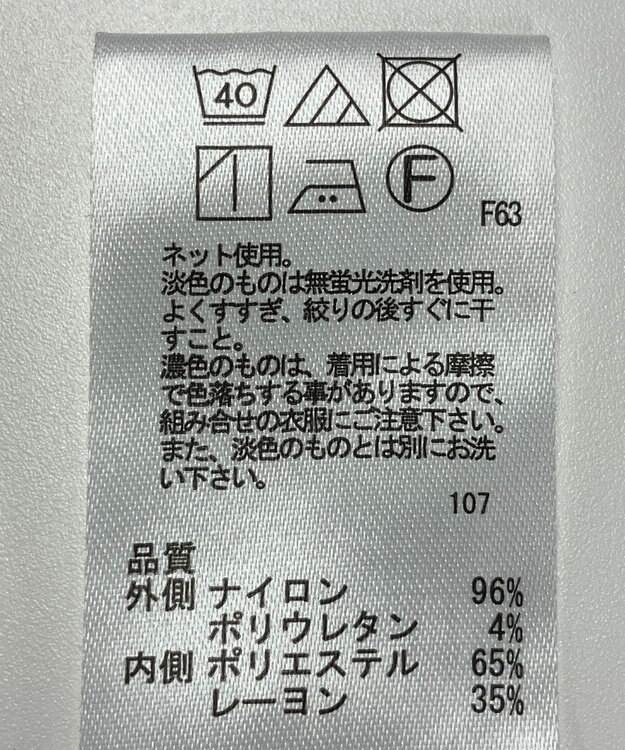 40
F
F63
ネット使用。
淡色のものは無蛍光洗剤を使用。
よくすすぎ、絞りの後すぐに干
すこと。
濃色のものは、着用による摩擦
で色落ちする事がありますので、
組み合せの衣服にご注意下さい。
また、淡色のものとは別にお洗
い下さい。
107
品質
外側 ナイロン 96%
ポリウレタン 4%
内側 ポリエステル 65%
レーヨン 35%